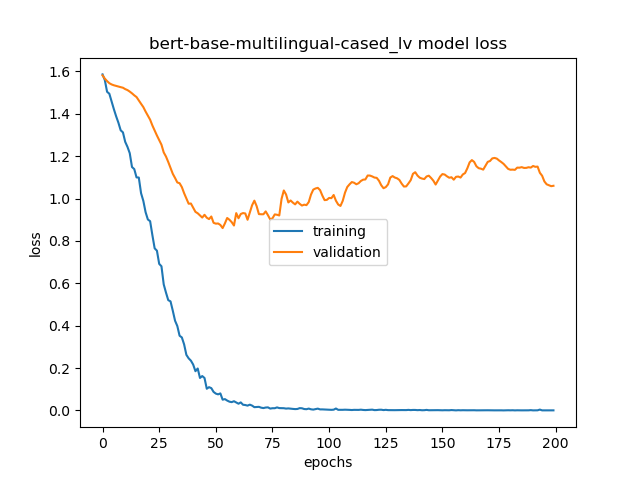 bert-base-multilingual-cased_lv model loss
1.6
1.4
1.2
1.0
0.8
0.6
0.4
0.2
0.0
loss
training
validation
0 25 50 75 100 125 150 175 200
epochs